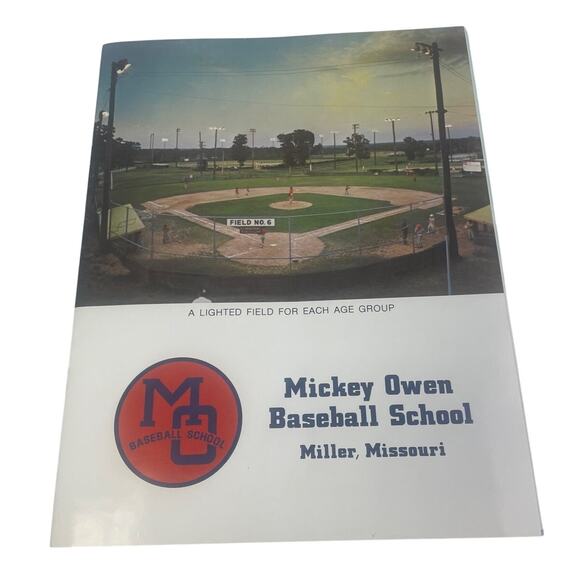 FIELD NO. 6
A LIGHTED FIELD FOR EACH AGE GROUP
MO
BASEBALL SCHOOL
Mickey Owen
Baseball School
Miller, Missouri